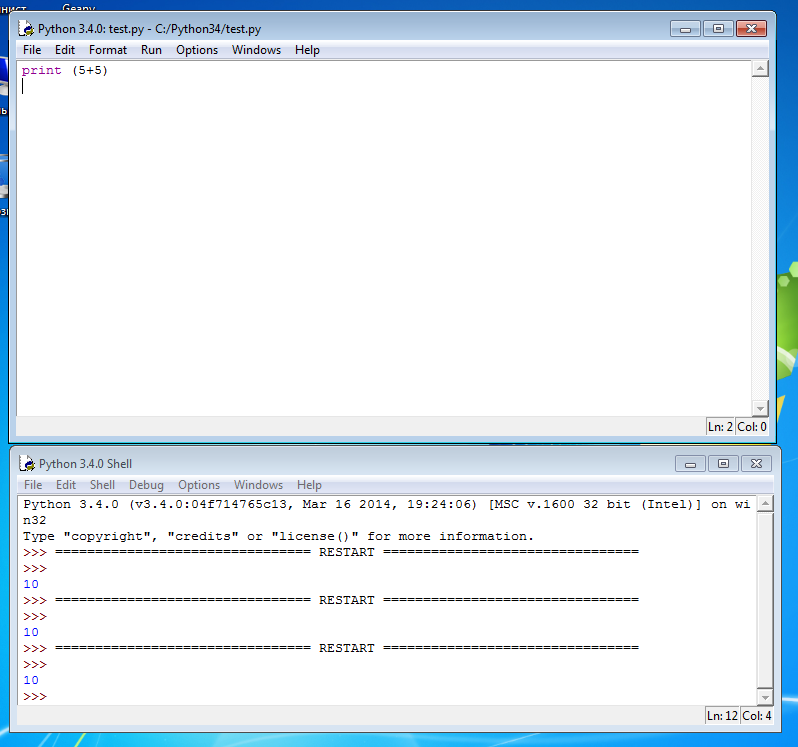 Geany
Python 3.4.0: test.py - C:/Python34/test.py
File Edit Format Run Options Windows Help
print (5+5)
Ln: 2 Col: 0
Python 3.4.0 Shell
File Edit Shell Debug Options Windows Help
Python 3.4.0 (v3.4.0:04f714765c13, Mar 16 2014, 19:24:06) [MSC v.1600 32 bit (Intel)] on wi
n32
Type "copyright", "credits" or "license()" for more information.
>>> ================================ RESTART ================================
>>>
10
>>> ================================ RESTART ================================
>>>
10
>>> ================================ RESTART ================================
>>>
10
>>>
Ln: 12 Col: 4